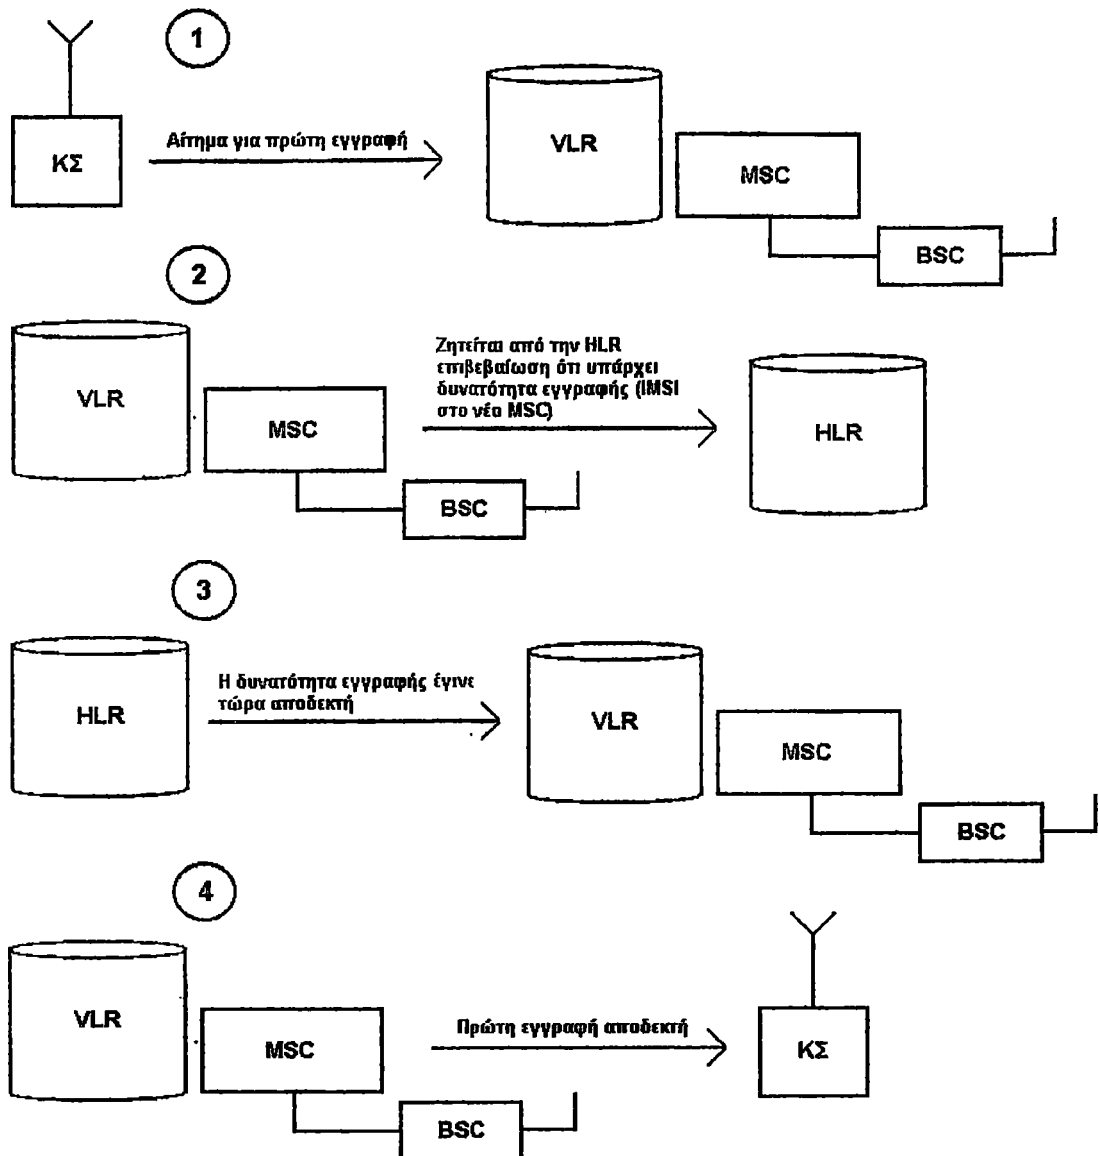 1
ΚΣ
Αίτημα για πρώτη εγγραφή
VLR
MSC
BSC
2
VLR
MSC
BSC
Ζητείται από την HLR
επιβεβαίωση ότι υπάρχει
δυνατότητα εγγραφής (IMSI
στο νέο MSC)
HLR
3
HLR
Η δυνατότητα εγγραφής έγινε
τώρα αποδεκτή
VLR
MSC
BSC
4
VLR
MSC
BSC
Πρώτη εγγραφή αποδεκτή
ΚΣ